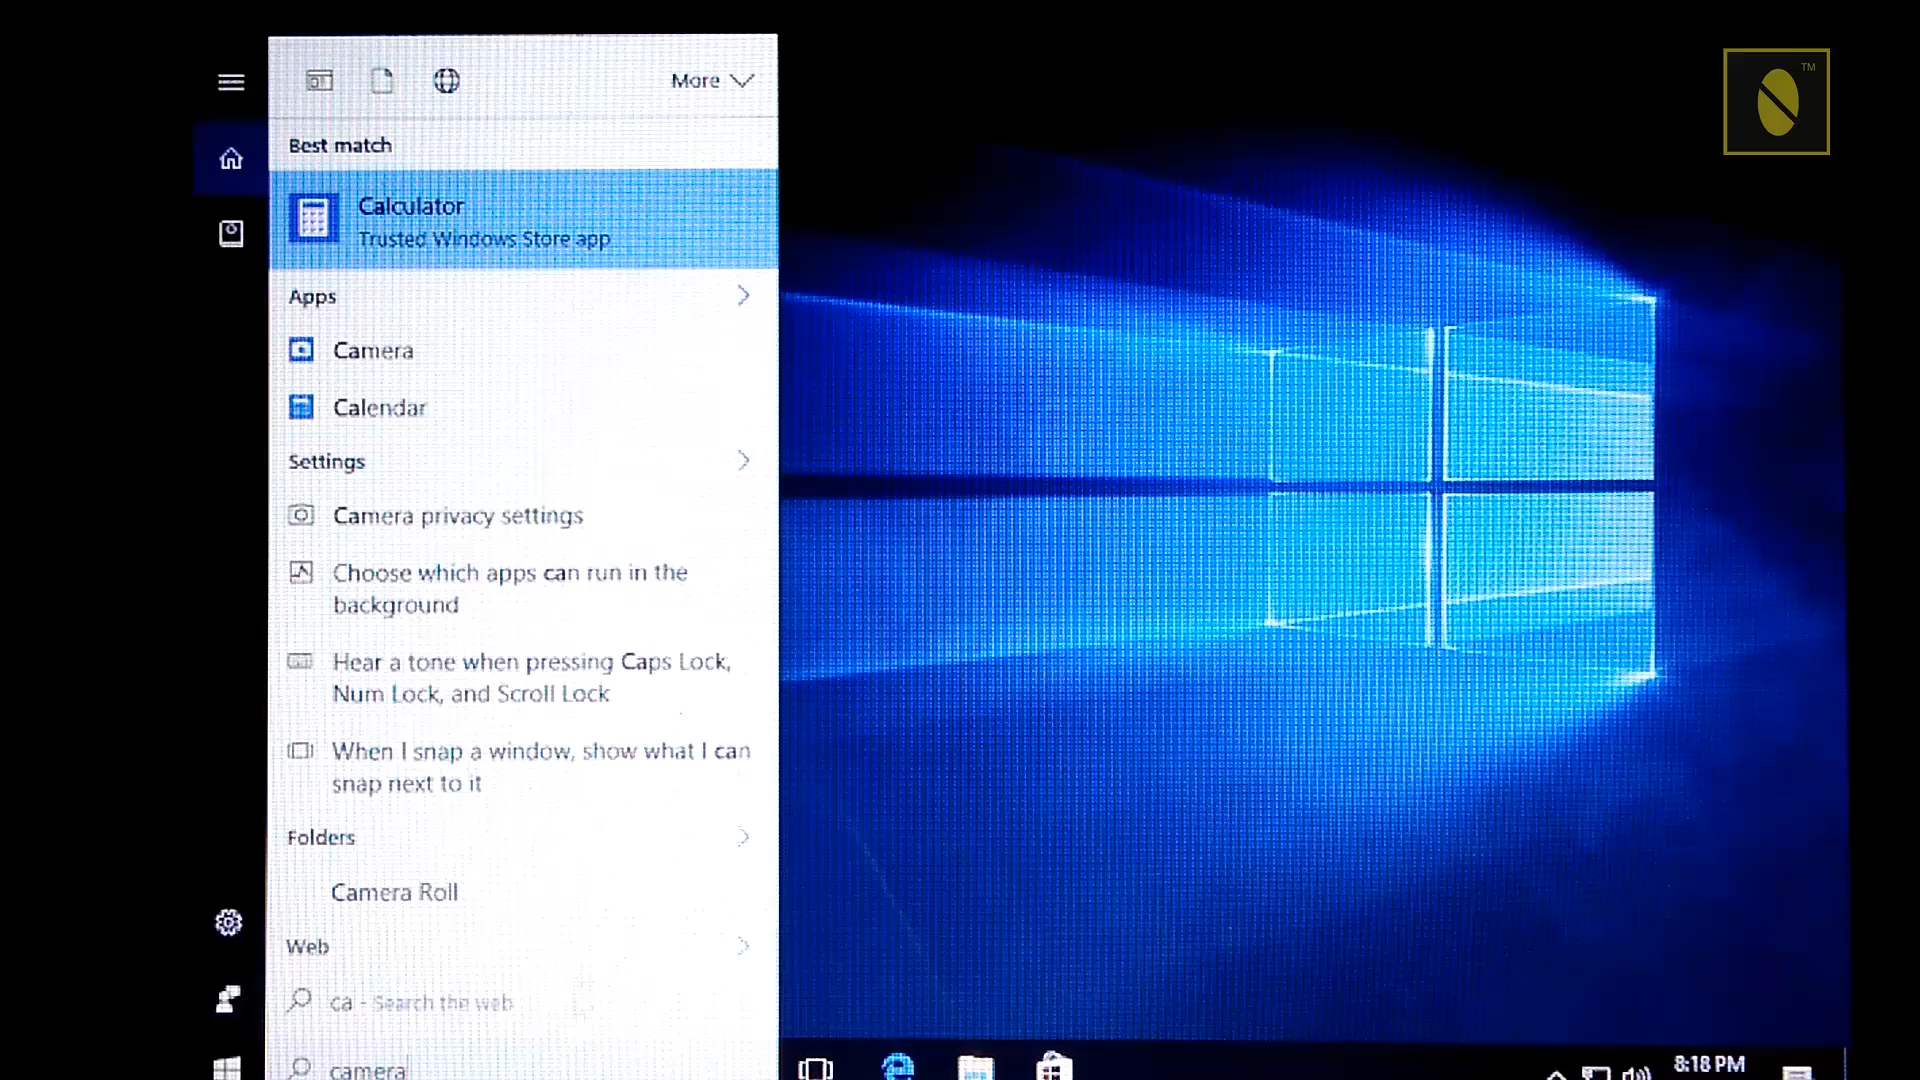 More
Best match
Calculator
Trusted Windows Store app
Apps
Camera
Calendar
Settings
Camera privacy settings
Choose which apps can run in the
background
Hear a tone when pressing Caps Lock,
Num Lock, and Scroll Lock
When I snap a window, show what I can
snap next to it
Folders
Camera Roll
Web
ca - Search the web
camera
8:18 PM
TM